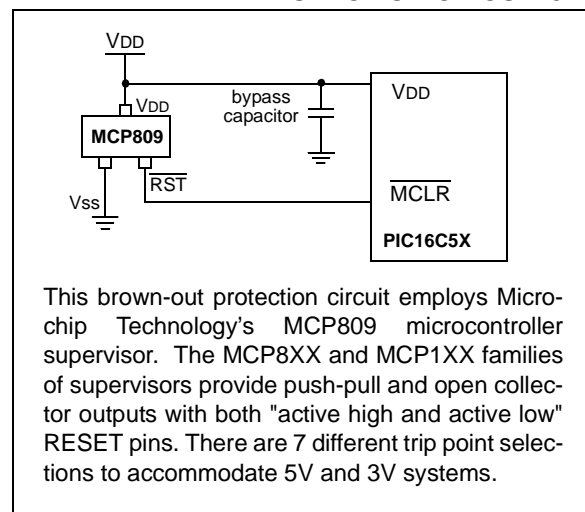 VDD
VDD
bypass
capacitor
VDD
MCP809
RST
Vss
MCLR
PIC16C5X
This brown-out protection circuit employs Micro-
chip Technology's MCP809 microcontroller
supervisor. The MCP8XX and MCP1XX families
of supervisors provide push-pull and open collec-
tor outputs with both "active high and active low"
RESET pins. There are 7 different trip point selec-
tions to accommodate 5V and 3V systems.